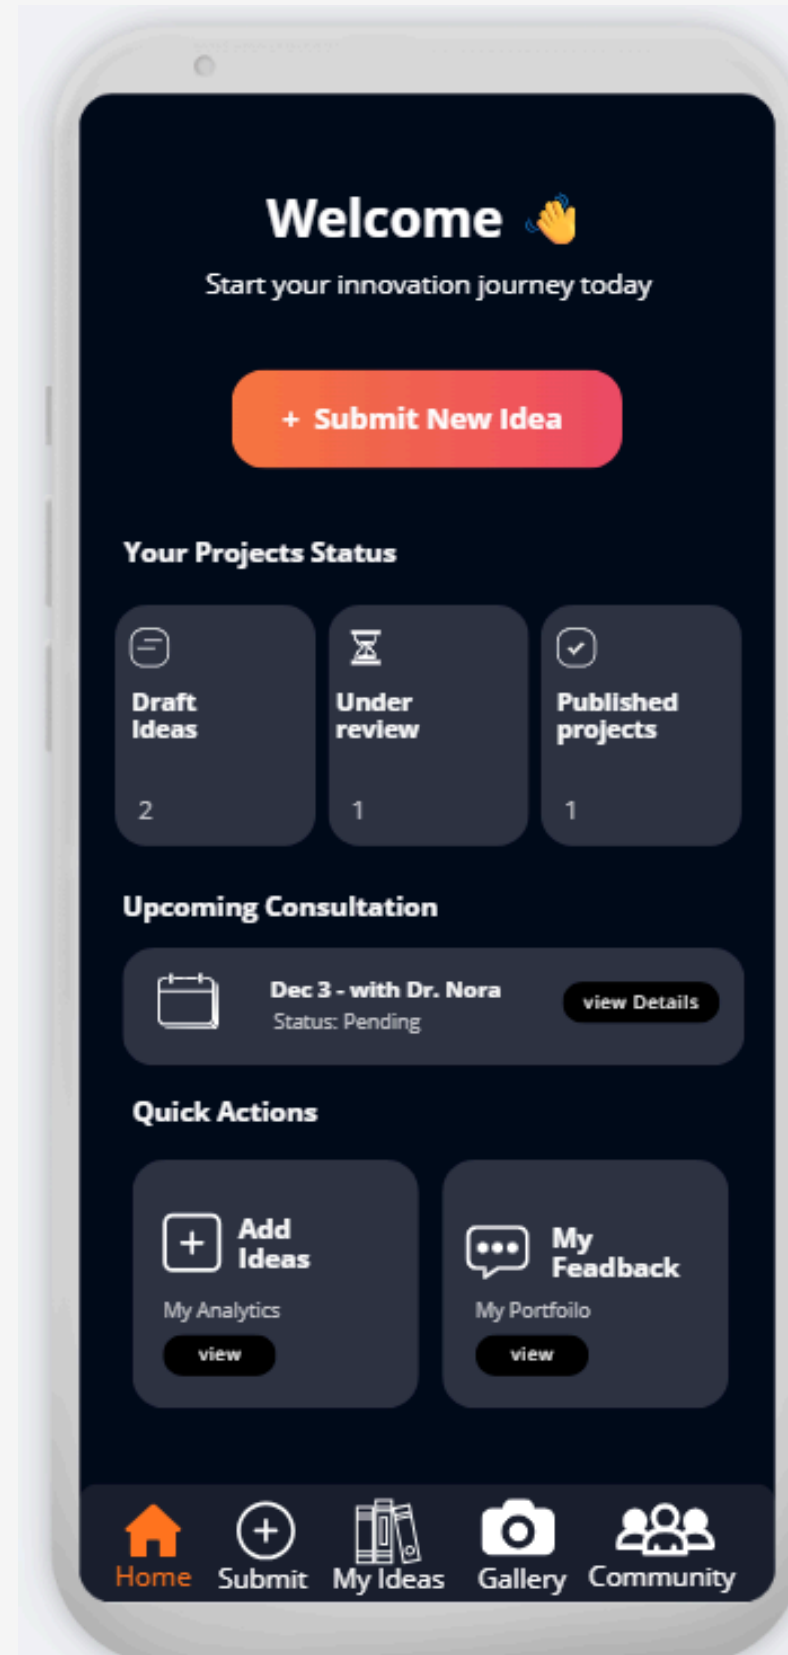 Welcome 👋
Start your innovation journey today
+ Submit New Idea
Your Projects Status
Draft
Ideas
2
Under
review
1
Published
projects
1
Upcoming Consultation
Dec 3 - with Dr. Nora
Status: Pending
view Details
Quick Actions
Add
Ideas
My Analytics
view
My
Feadback
My Portfoilo
view
Home
Submit
My Ideas
Gallery
Community